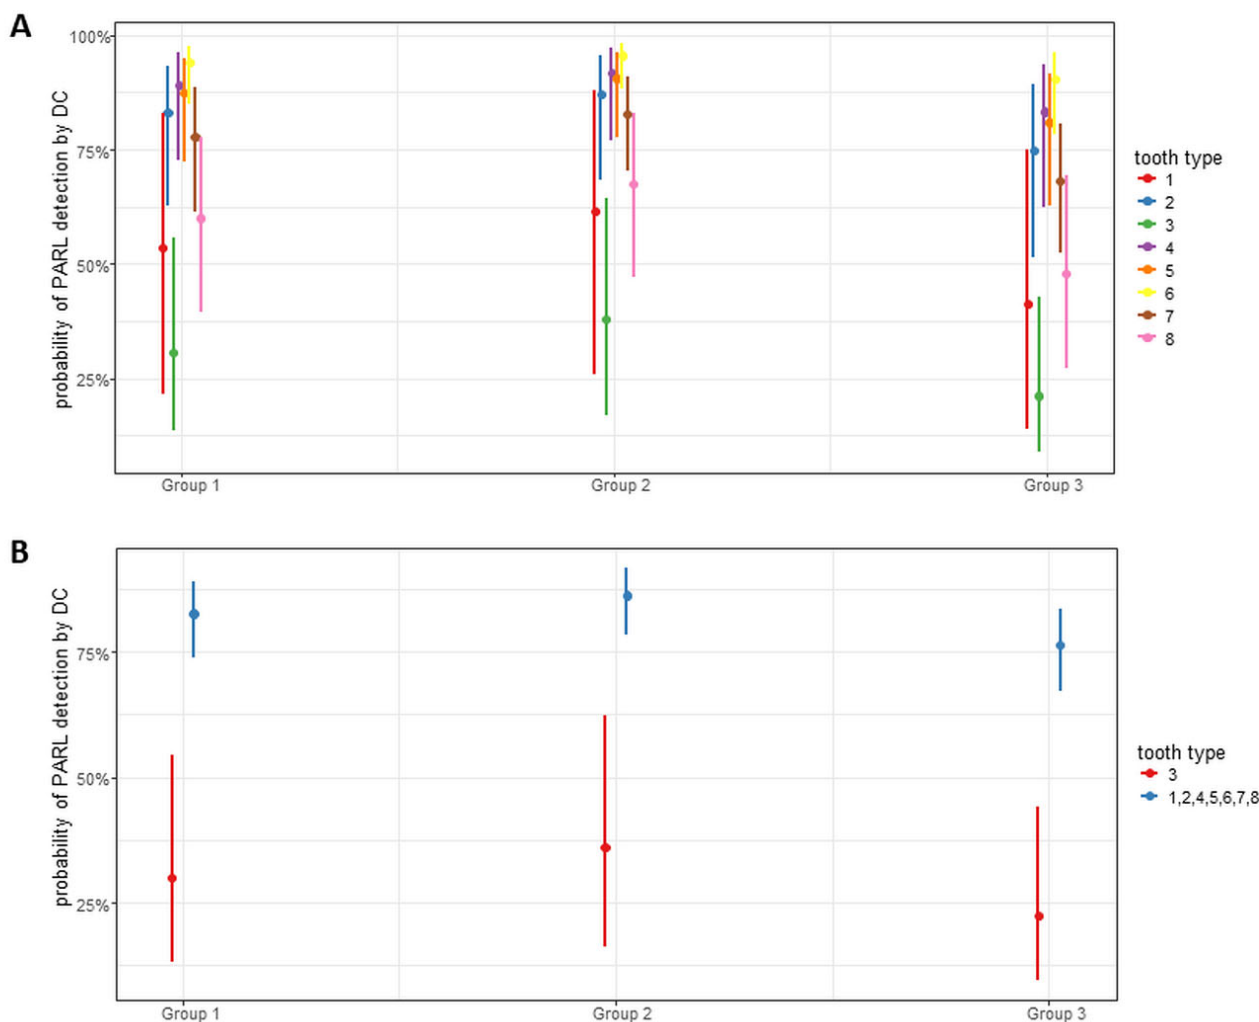 A
probability of PARL detection by DC
100%
75%
50%
25%
Group 1
Group 2
Group 3
tooth type
1
2
3
4
5
6
7
8
B
probability of PARL detection by DC
75%
50%
25%
Group 1
Group 2
Group 3
tooth type
3
1,2,4,5,6,7,8